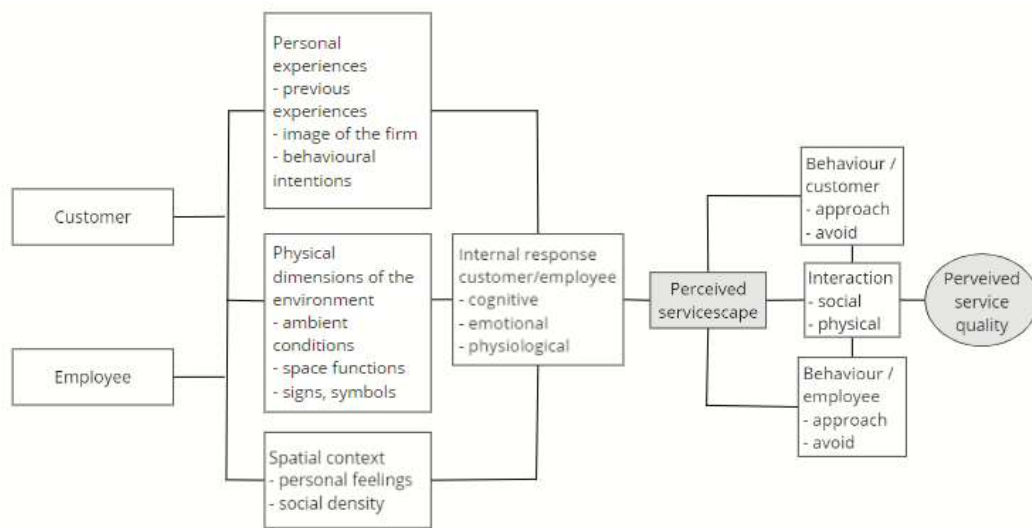 Customer
Employee
Personal
experiences
- previous
experiences
- image of the firm
- behavioural
intentions
Physical
dimensions of the
environment
- ambient
conditions
- space functions
- signs, symbols
Spatial context
- personal feelings
- social density
Internal response
customer/employee
- cognitive
- emotional
- physiological
Perceived
servicescape
Behaviour /
customer
- approach
- avoid
Interaction
- social
- physical
Behaviour /
employee
- approach
- avoid
Perveived
service
quality